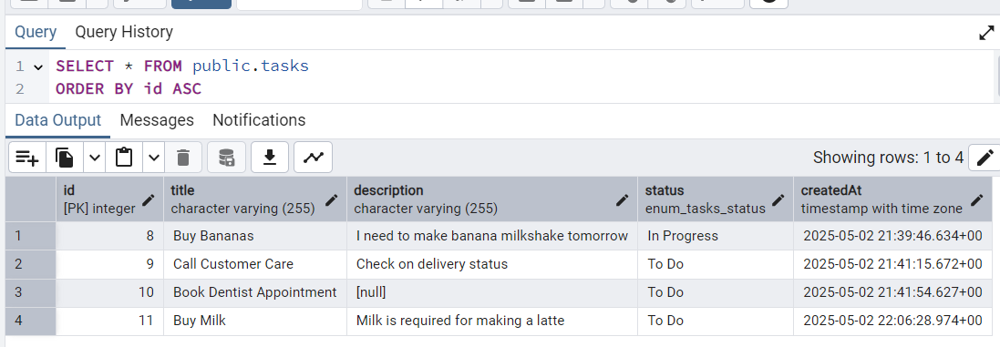 Query Query History
1 SELECT * FROM public.tasks
2 ORDER BY id ASC
Data Output Messages Notifications
Showing rows: 1 to 4
id title description status createdAt
[PK] integer character varying (255) character varying (255) enum_tasks_status timestamp with time zone
1 8 Buy Bananas I need to make banana milkshake tomorrow In Progress 2025-05-02 21:39:46.634+00
2 9 Call Customer Care Check on delivery status To Do 2025-05-02 21:41:15.672+00
3 10 Book Dentist Appointment [null] To Do 2025-05-02 21:41:54.627+00
4 11 Buy Milk Milk is required for making a latte To Do 2025-05-02 22:06:28.974+00